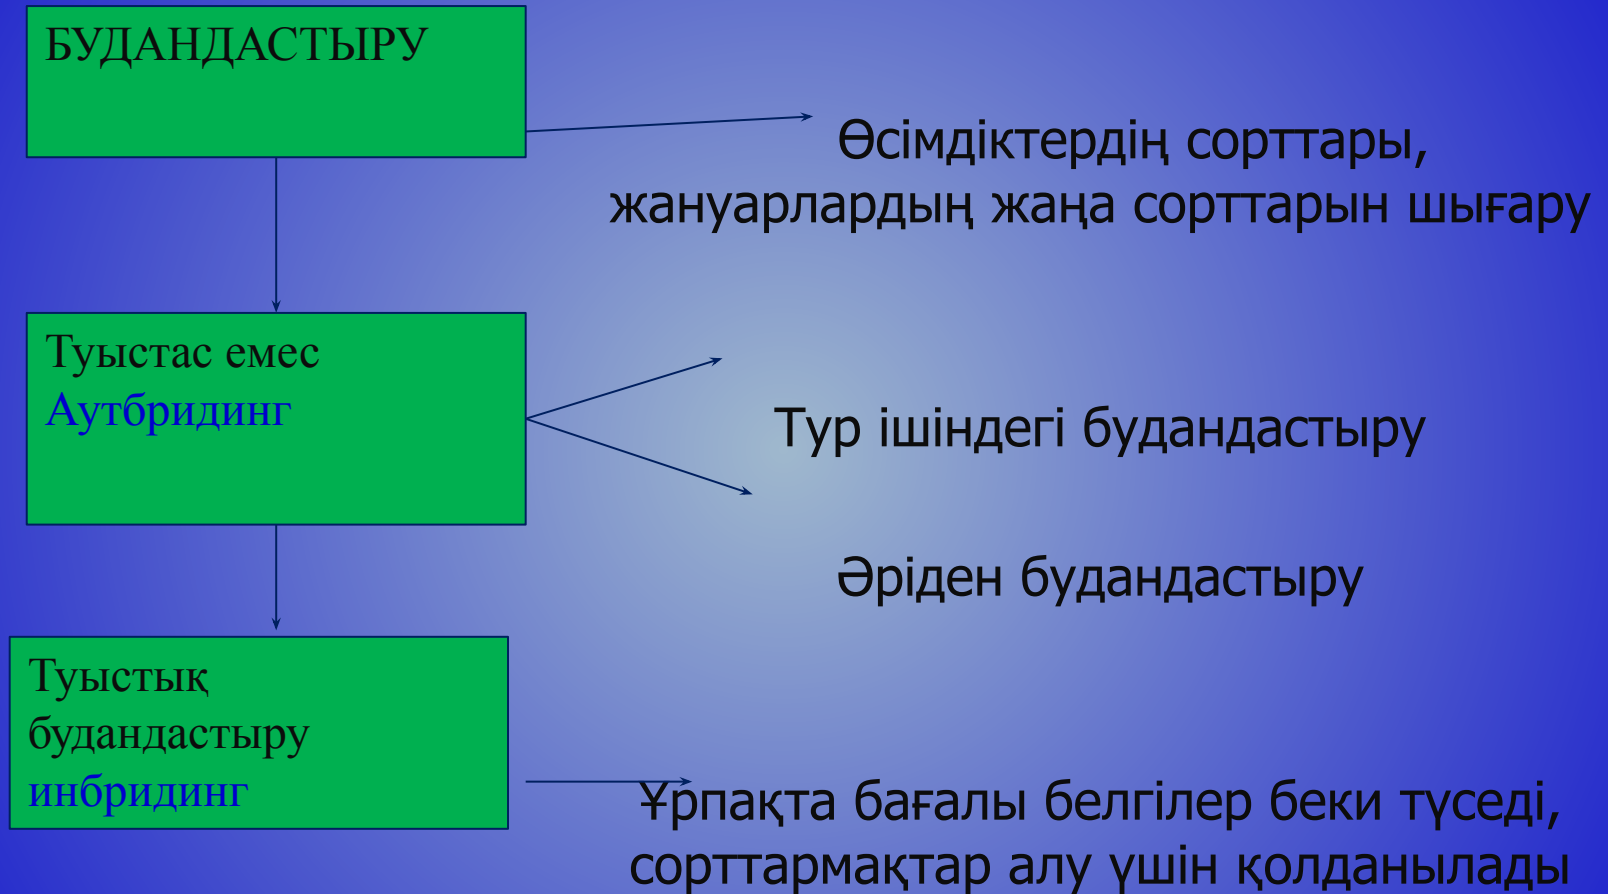 БУДАНДАСТЫРУ
Өсімдіктердің сорттары,
жануарлардың жаңа сорттарын шығару
Туыстас емес
Аутбридинг
Тур ішіндегі будандастыру
Әріден будандастыру
Туыстық
будандастыру
инбридинг
Ұрпақта бағалы белгілер беки түседі,
сорттармақтар алу үшін қолданылады